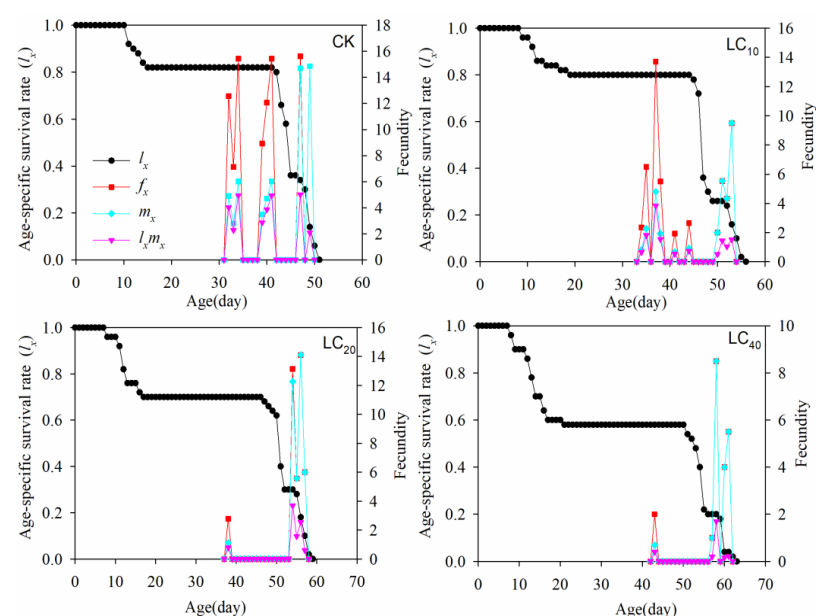 CK
Age-specific survival rate (lx)
1.0
0.8
0.6
0.4
0.2
0.0
18
16
14
12
10
8
6
4
2
0
Fecundity
lx
fx
mx
lxmx
0 10 20 30 40 50 60
Age(day)
LC10
Age-specific survival rate (lx)
1.0
0.8
0.6
0.4
0.2
0.0
16
14
12
10
8
6
4
2
0
Fecundity
0 10 20 30 40 50 60
Age(day)
LC20
Age-specific survival rate (lx)
1.0
0.8
0.6
0.4
0.2
0.0
16
14
12
10
8
6
4
2
0
Fecundity
0 10 20 30 40 50 60 70
Age(day)
LC40
Age-specific survival rate (lx)
1.0
0.8
0.6
0.4
0.2
0.0
10
8
6
4
2
0
Fecundity
0 10 20 30 40 50 60 70
Age(day)